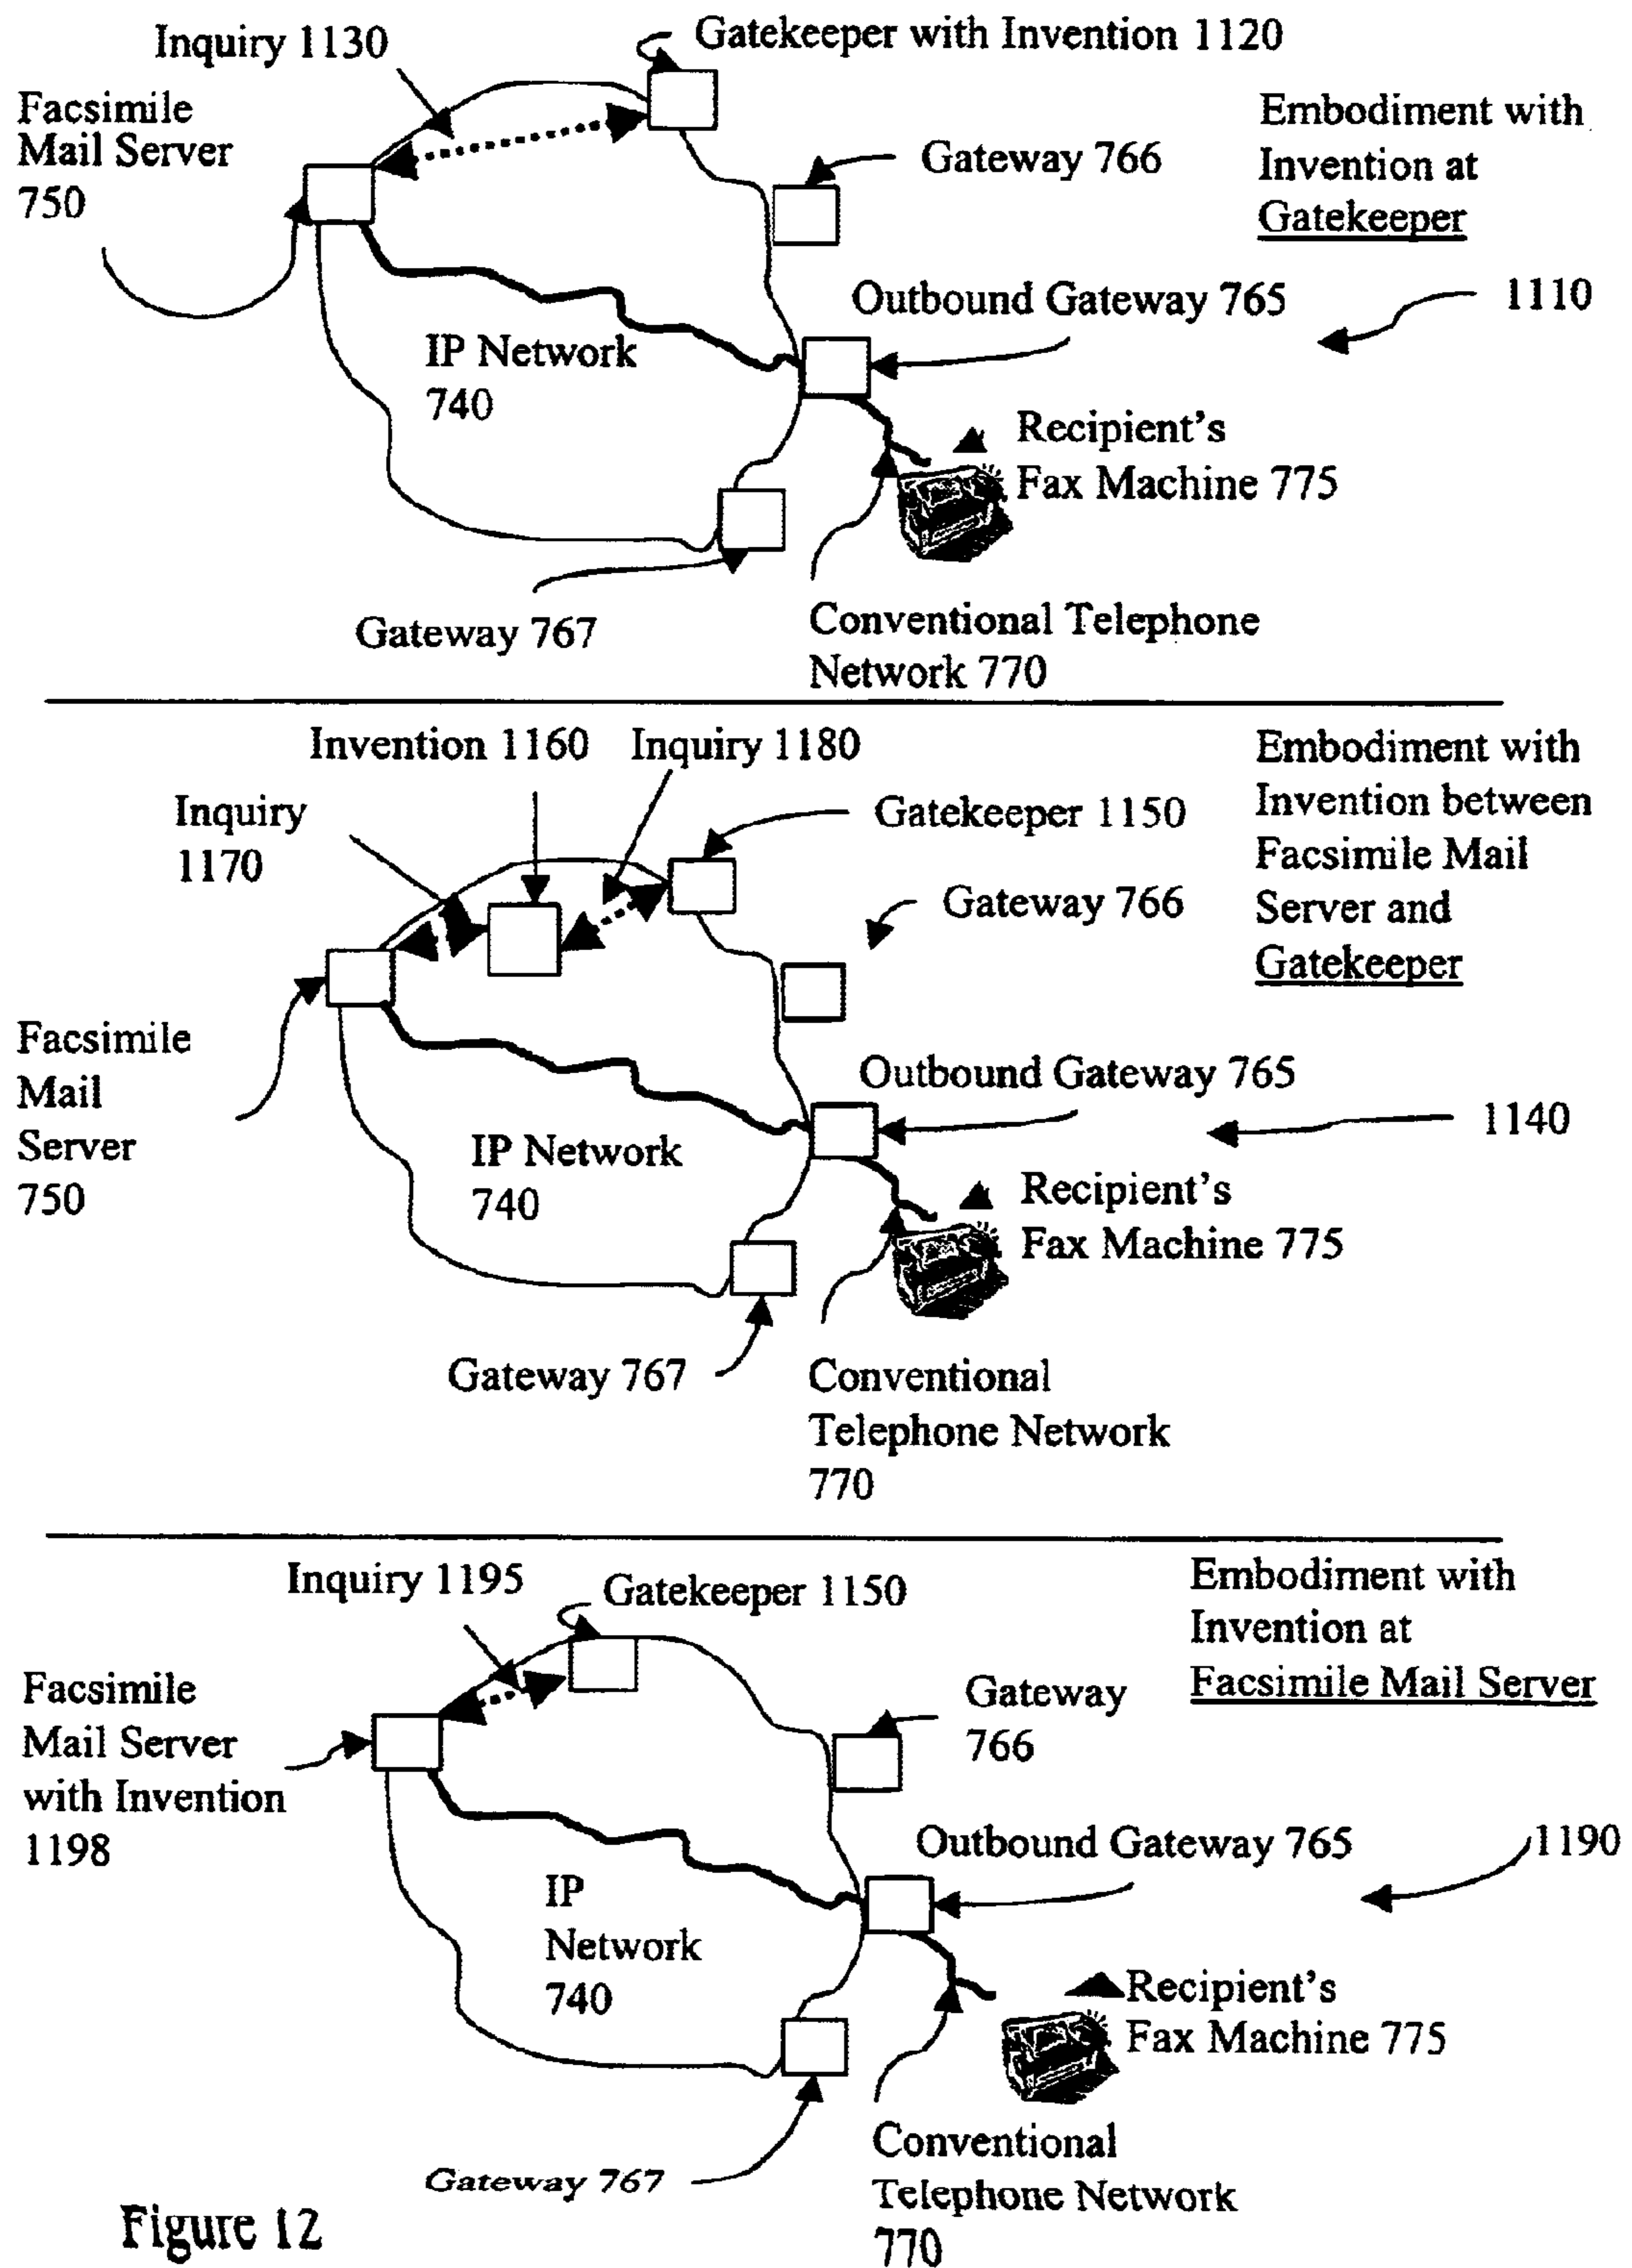 Inquiry 1130
Gatekeeper with Invention 1120
Facsimile
Mail Server
750
Embodiment with
Invention at
Gatekeeper
Gateway 766
Outbound Gateway 765
1110
IP Network
740
Recipient's
Fax Machine 775
Gateway 767
Conventional Telephone
Network 770
Invention 1160
Inquiry 1180
Embodiment with
Invention between
Facsimile Mail
Server and
Gatekeeper
Inquiry
1170
Gatekeeper 1150
Gateway 766
Facsimile
Mail
Server
750
Outbound Gateway 765
1140
IP Network
740
Recipient's
Fax Machine 775
Gateway 767
Conventional
Telephone Network
770
Inquiry 1195
Gatekeeper 1150
Embodiment with
Invention at
Facsimile Mail Server
Facsimile
Mail Server
with Invention
1198
Gateway
766
Outbound Gateway 765
1190
IP
Network
740
Recipient's
Fax Machine 775
Gateway 767
Conventional
Telephone Network
770
Figure 12